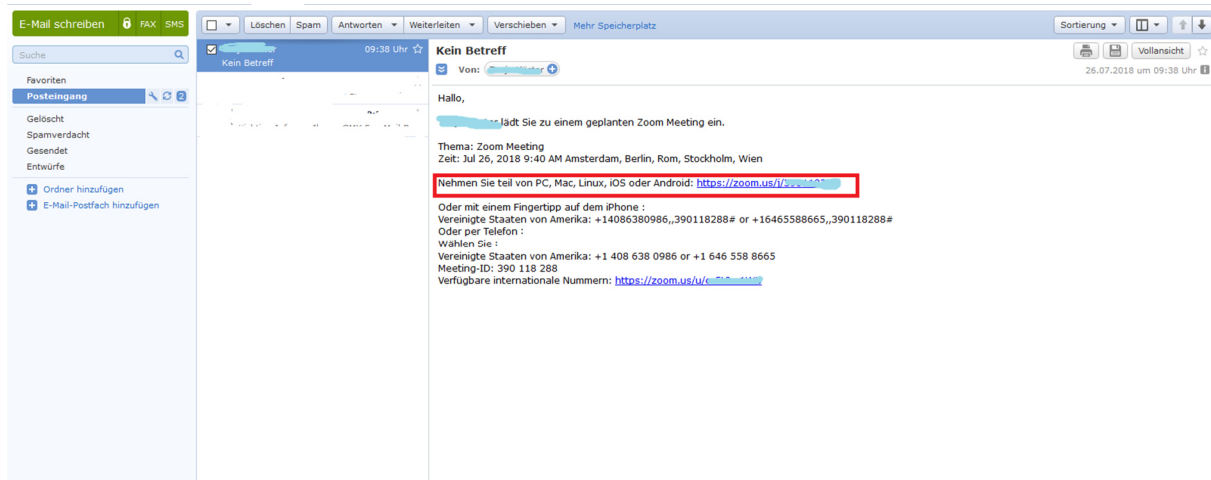 E-Mail schreiben FAX SMS
Löschen Spam Antworten Weiterleiten Verschieben Mehr Speicherplatz Sortierung
Suche
Favoriten
Posteingang 2
Gelöscht
Spamverdacht
Gesendet
Entwürfe
Ordner hinzufügen
E-Mail-Postfach hinzufügen
09:38 Uhr
Kein Betreff
Kein Betreff
Vollansicht
Von:
26.07.2018 um 09:38 Uhr
Hallo,
lädt Sie zu einem geplanten Zoom Meeting ein.
Thema: Zoom Meeting
Zeit: Jul 26, 2018 9:40 AM Amsterdam, Berlin, Rom, Stockholm, Wien
Nehmen Sie teil von PC, Mac, Linux, iOS oder Android: https://zoom.us/j/
Oder mit einem Fingertipp auf dem iPhone :
Vereinigte Staaten von Amerika: +14086380986,,390118288# or +16465588665,,390118288#
Oder per Telefon :
Wählen Sie :
Vereinigte Staaten von Amerika: +1 408 638 0986 or +1 646 558 8665
Meeting-ID: 390 118 288
Verfügbare internationale Nummern: https://zoom.us/u/